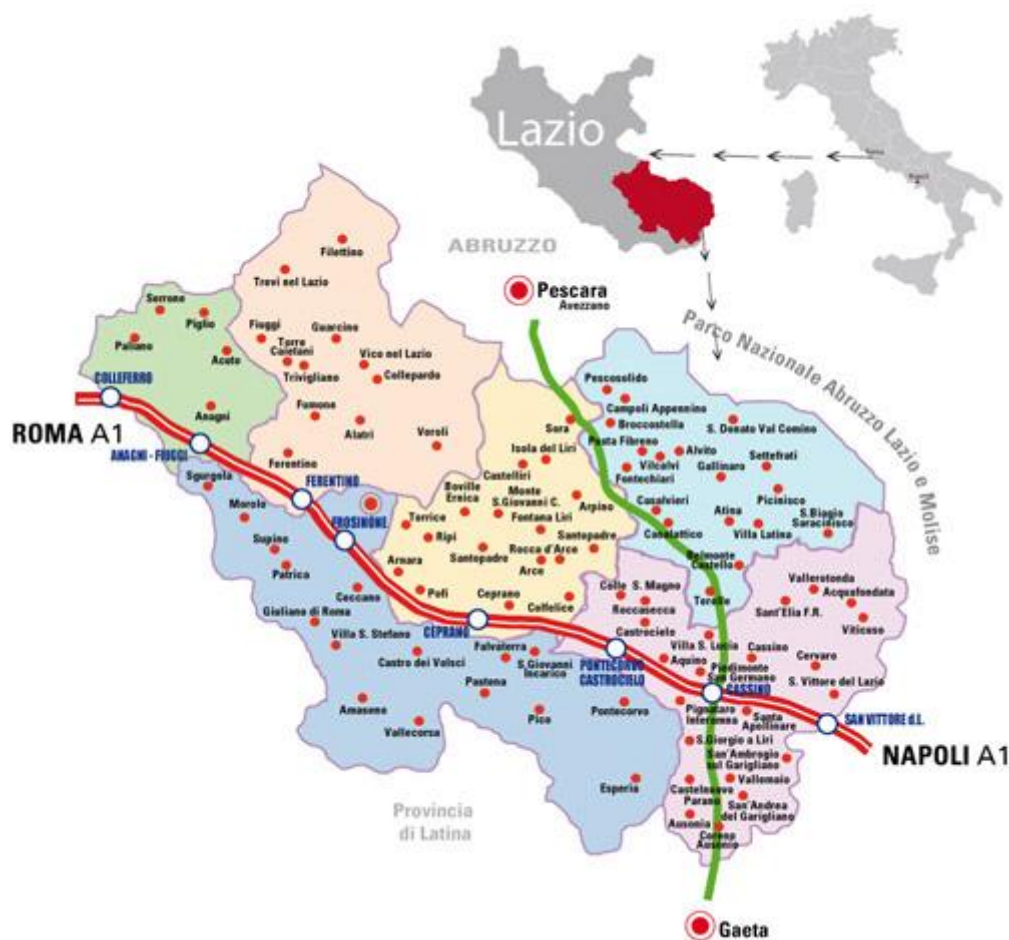 Lazio
Roma
Napoli
ABRUZZO
Pescara
Avezzano
Parco Nazionale Abruzzo Lazio e Molise
Filettino
Trevi nel Lazio
Serrone
Piglio
Paliano
Acuto
COLLEFERRO
Anagni
ROMA A1
ANAGNI - FIUGGI
Fiuggi
Guarcino
Torre
Caietani
Trivigliano
Vico nel Lazio
Collepardo
Fumone
Alatri
Veroli
Ferentino
FERENTINO
FROSINONE
Sgurgola
Morolo
Supino
Patrica
Ceccano
Giuliano di Roma
Villa S. Stefano
Castro dei Volsci
Amaseno
Vallecorsa
Falvaterra
S.Giovanni
Incarico
Pastena
Pico
Pontecorvo
Esperia
Sora
Isola del Liri
Castelliri
Boville
Ernica
Monte
S.Giovanni C.
Arpino
Fontana Liri
Torrice
Ripi
Santopadre
Santopadre
Rocca d'Arce
Arce
Arnara
Pofi
Ceprano
Colfelice
CEPRANO
Pescosolido
Campoli Appennino
Broccostella
S. Donato Val Comino
Posta Fibreno
Alvito
Vilcalvi
Fontechiari
Gallinaro
Settefrati
Casalvieri
Picinisco
Atina
S.Biagio
Saracinisco
Villa Latina
Casalattico
Belmonte
Castello
Terelle
Colle S. Magno
Roccasecca
Castrocielo
Vallerotonda
Acquafondata
Sant'Elia F.R.
Viticuso
Villa S. Lucia
Cassino
Cervaro
Aquino
Piedimonte
San Germano
S. Vittore del Lazio
PONTECORVO
CASTROCIELO
CASSINO
SAN VITTORE d.L.
NAPOLI A1
Pignataro
Interamna
Santa
Apollinare
S.Giorgio a Liri
San'Ambrogio
sul Garigliano
Vallemaio
Castelnuovo
Parano
San'Andrea
del Garigliano
Ausonia
Ausonio
Provincia
di Latina
Gaeta